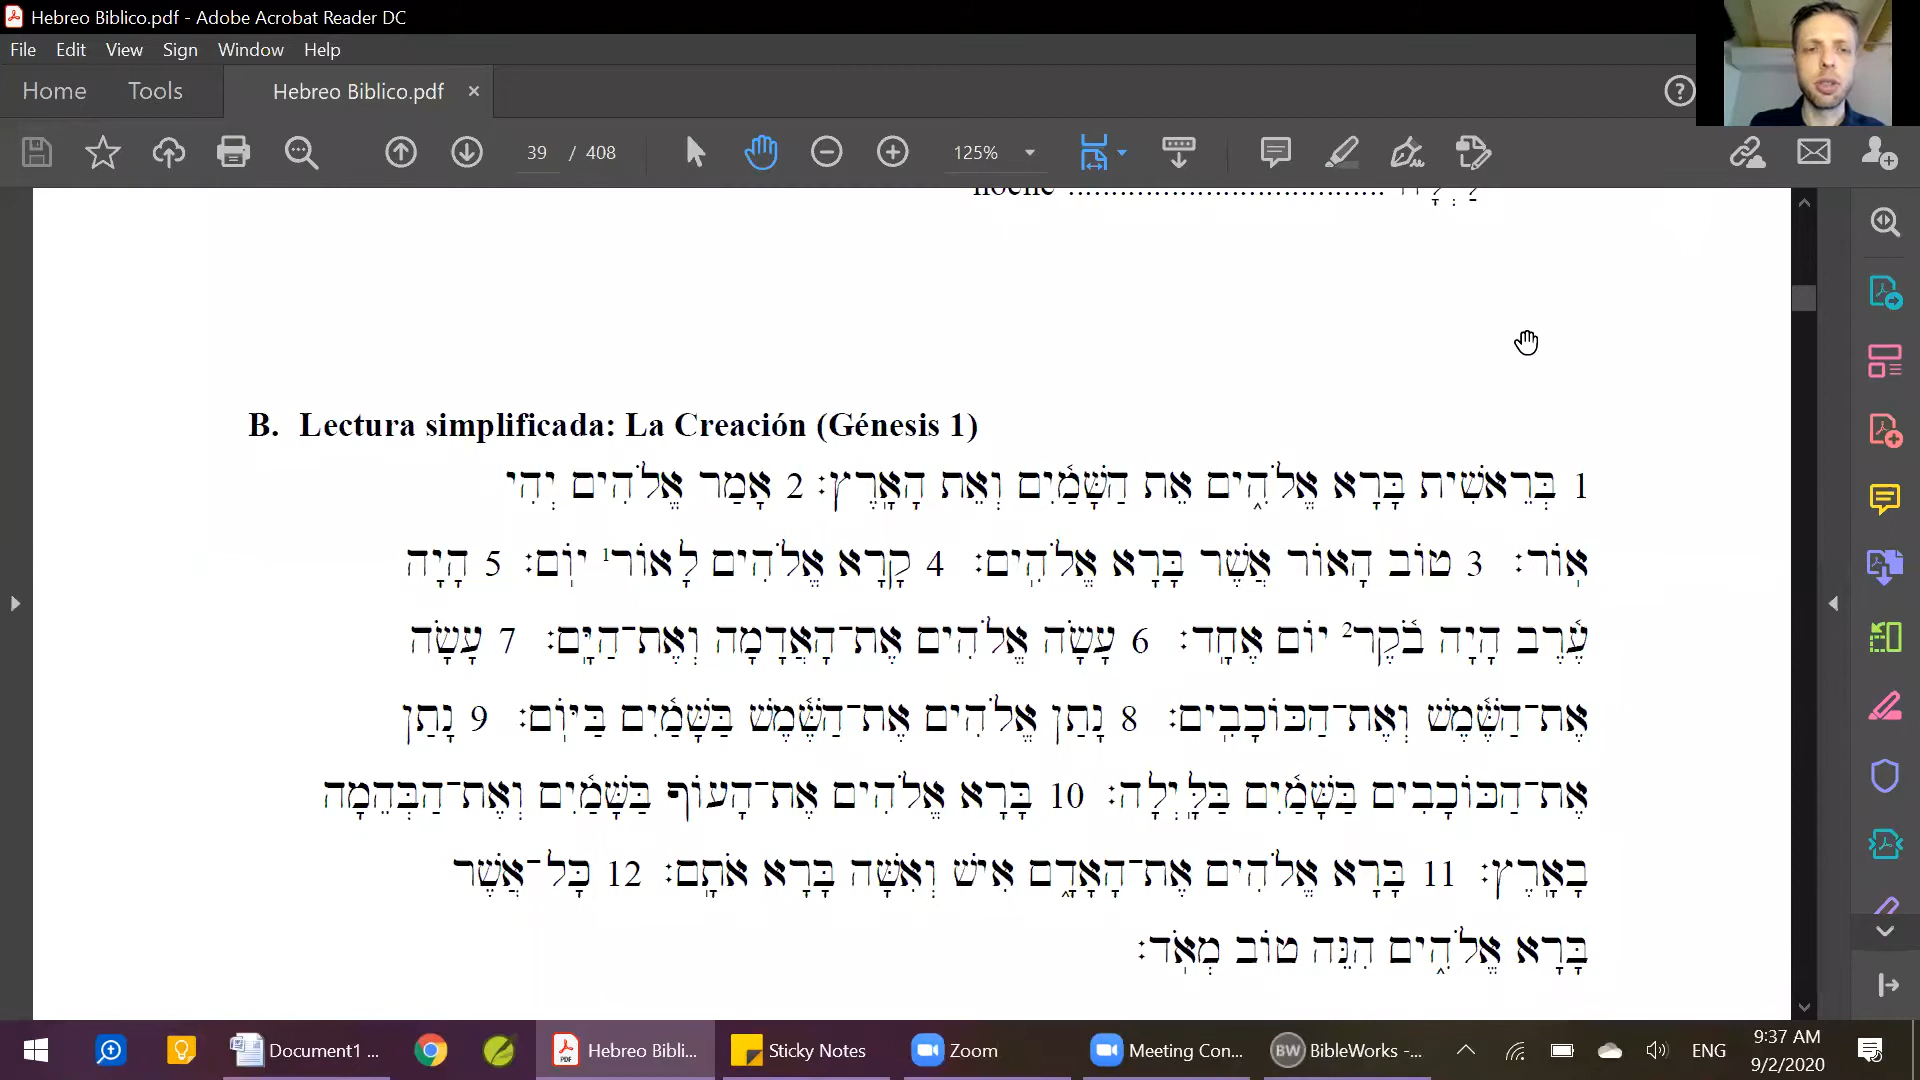 Hebreo Biblico.pdf - Adobe Acrobat Reader DC
File Edit View Sign Window Help
Home Tools Hebreo Biblico.pdf ×
39 / 408 125%
noche ................................
B. Lectura simplificada: La Creación (Génesis 1)
1 בְּרֵאשִׁית בָּרָא אֱלֹהִ֑ים אֵת הַשָּׁמַ֫יִם וְאֵת הָאָֽרֶץ׃ 2 אָמַר אֱלֹהִים יְהִי
אֽוֹר׃ 3 טוֹב הָאוֹר אֲשֶׁר בָּרָא אֱלֹהִֽים׃ 4 קָרָא אֱלֹהִים לָאוֹר¹ יֽוֹם׃ 5 הָיָה
עֶ֫רֶב הָיָה בֹ֫קֶר² יוֹם אֶחָֽד׃ 6 עָשָׂה אֱלֹהִים אֶת־הָאֲדָמָה וְאֶת־הַיָּֽם׃ 7 עָשָׂה
אֶת־הַשֶּׁ֫מֶשׁ וְאֶת־הַכּוֹכָבִֽים׃ 8 נָתַן אֱלֹהִים אֶת־הַשֶּׁ֫מֶשׁ בַּשָּׁמַ֫יִם בַּיּֽוֹם׃ 9 נָתַן
אֶת־הַכּוֹכָבִים בַּשָּׁמַ֫יִם בַּלָּֽיְלָה׃ 10 בָּרָא אֱלֹהִים אֶת־הָעוֹף בַּשָּׁמַ֫יִם וְאֶת־הַבְּהֵמָה
בָּאָֽרֶץ׃ 11 בָּרָא אֱלֹהִים אֶת־הָאָדָ֑ם אִישׁ וְאִשָּׁה בָּרָא אֹתָֽם׃ 12 כָּל־אֲשֶׁר
בָּרָא אֱלֹהִ֑ים הִנֵּה טוֹב מְאֹֽד׃
Document1 ... Hebreo Bibli... Sticky Notes Zoom Meeting Con... BW BibleWorks -... ENG 9:37 AM
9/2/2020